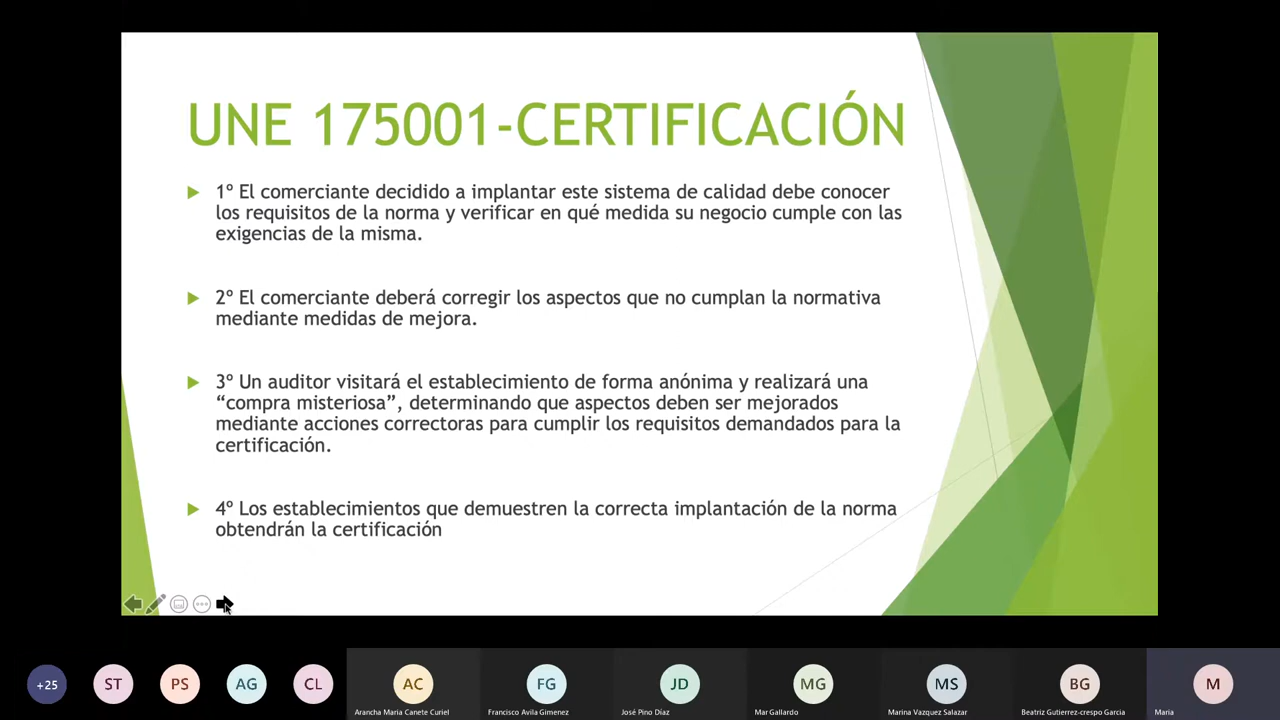 UNE 175001-CERTIFICACIÓN
1º El comerciante decidido a implantar este sistema de calidad debe conocer
los requisitos de la norma y verificar en qué medida su negocio cumple con las
exigencias de la misma.
2º El comerciante deberá corregir los aspectos que no cumplan la normativa
mediante medidas de mejora.
3º Un auditor visitará el establecimiento de forma anónima y realizará una
“compra misteriosa”, determinando que aspectos deben ser mejorados
mediante acciones correctoras para cumplir los requisitos demandados para la
certificación.
4º Los establecimientos que demuestren la correcta implantación de la norma
obtendrán la certificación
+25 ST PS AG CL AC FG JD MG MS BG M
Arancha María Canete Curiel Francisco Avila Gimenez José Pino Díaz Mar Gallardo Marina Vazquez Salazar Beatriz Gutierrez-crespo Garcia Maria